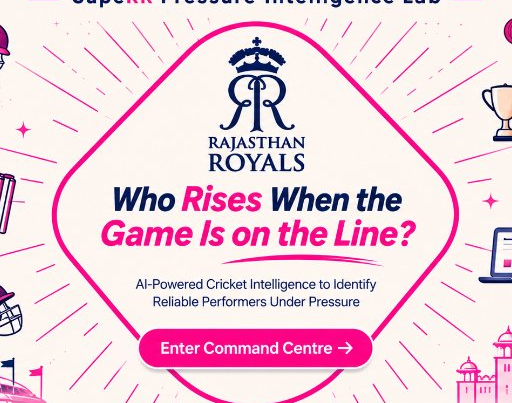 SupeRR Pressure Intelligence Lab
RAJASTHAN
ROYALS
Who Rises When the
Game Is on the Line?
AI-Powered Cricket Intelligence to Identify
Reliable Performers Under Pressure
Enter Command Centre →